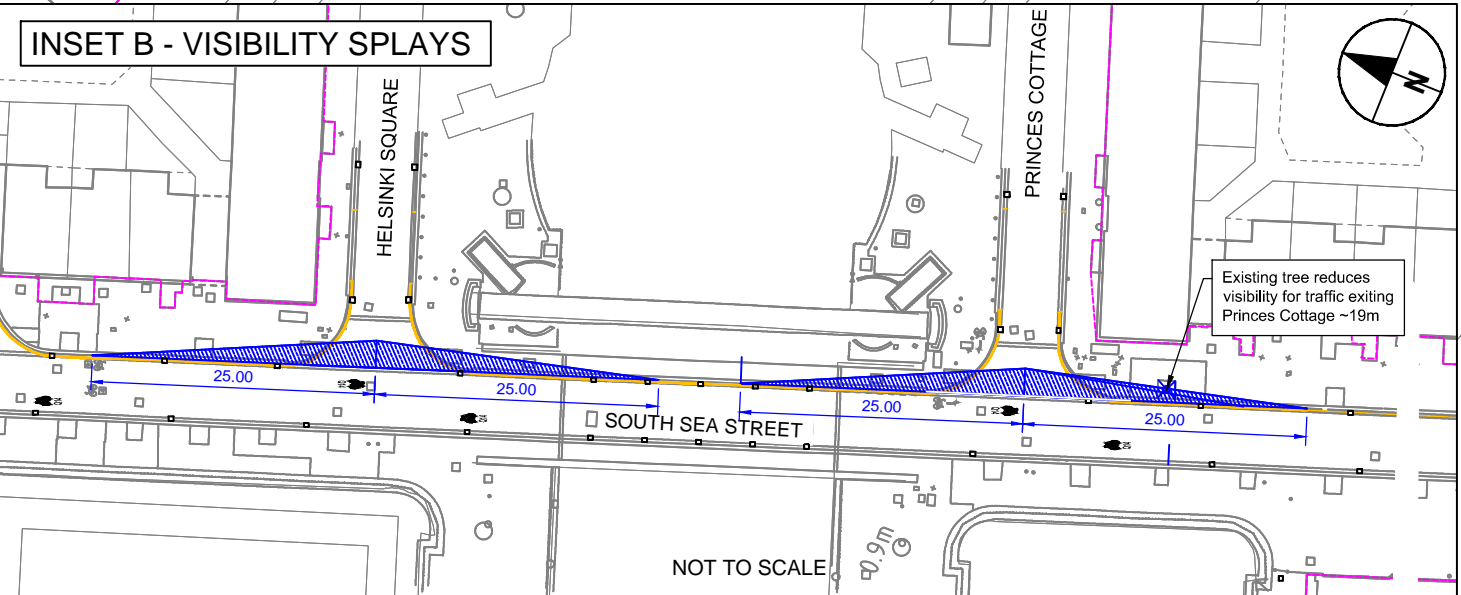 INSET B - VISIBILITY SPLAYS
HELSINKI SQUARE
PRINCES COTTAGE
N
Existing tree reduces
visibility for traffic exiting
Princes Cottage ~19m
25.00
25.00
25.00
25.00
SOUTH SEA STREET
0.9m
NOT TO SCALE